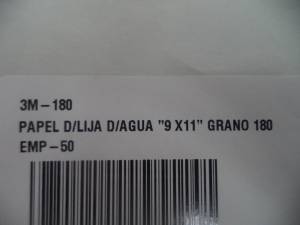 3M-180
PAPEL D/LIJA D/AGUA "9 X11" GRANO 180
EMP-50